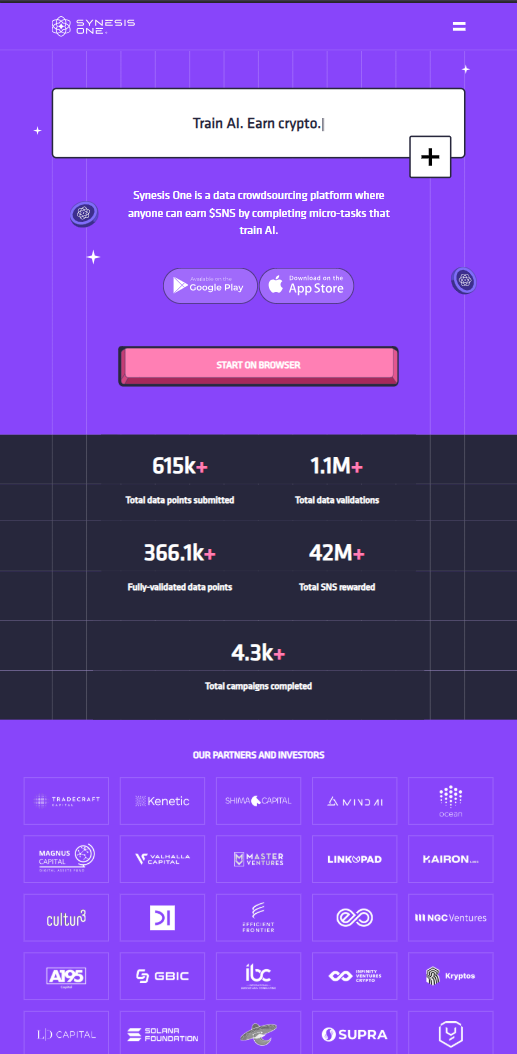 SYNESIS
ONE.
Train AI. Earn crypto.
Synesis One is a data crowdsourcing platform where
anyone can earn $SNS by completing micro-tasks that
train AI.
Available on the
Google Play
Download on the
App Store
START ON BROWSER
615k+
1.1M+
Total data points submitted
Total data validations
366.1k+
42M+
Fully-validated data points
Total SNS rewarded
4.3k+
Total campaigns completed
OUR PARTNERS AND INVESTORS
TRADECRAFT
CAPITAL
Kenetic
SHIMA CAPITAL
MIND AI
ocean
MAGNUS
CAPITAL
DIGITAL ASSETS FUND
VALHALLA
CAPITAL
MASTER
VENTURES
LINKPAD
KAIRON
cultur3
EFFICIENT
FRONTIER
NGC Ventures
A195
Capital
GBIC
ibc
INFINITY
VENTURES
CRYPTO
Kryptos
LD CAPITAL
SOLANA
FOUNDATION
SUPRA